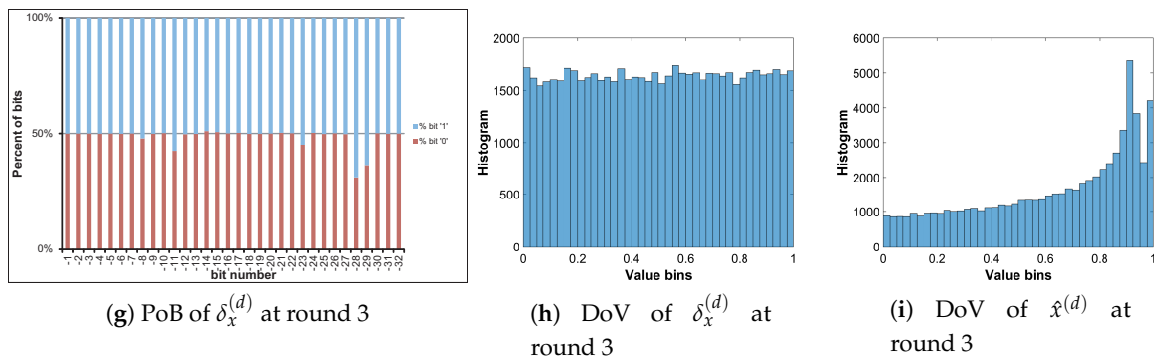 100%
50%
0%
Percent of bits
-1 -2 -3 -4 -5 -6 -7 -8 -9 -10 -11 -12 -13 -14 -15 -16 -17 -18 -19 -20 -21 -22 -23 -24 -25 -26 -27 -28 -29 -30 -31 -32
bit number
% bit '1'
% bit '0'
(g) PoB of δ_x^{(d)} at round 3
2000
1500
1000
500
0
Histogram
0 0.2 0.4 0.6 0.8 1
Value bins
(h) DoV of δ_x^{(d)} at
round 3
6000
5000
4000
3000
2000
1000
0
Histogram
0 0.2 0.4 0.6 0.8 1
Value bins
(i) DoV of x̂^{(d)} at
round 3